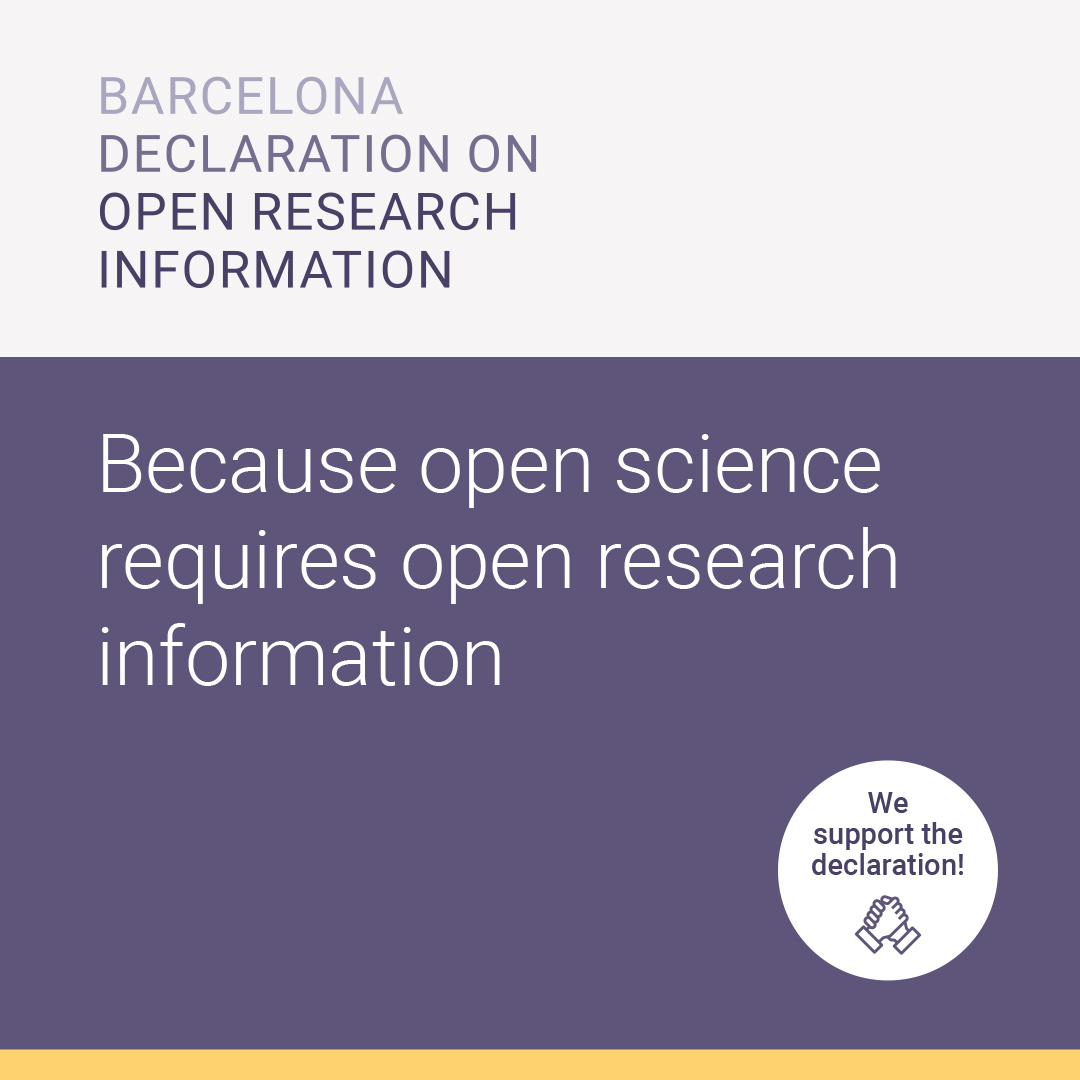 BARCELONA
DECLARATION ON
OPEN RESEARCH
INFORMATION
Because open science
requires open research
information
We
support the
declaration!